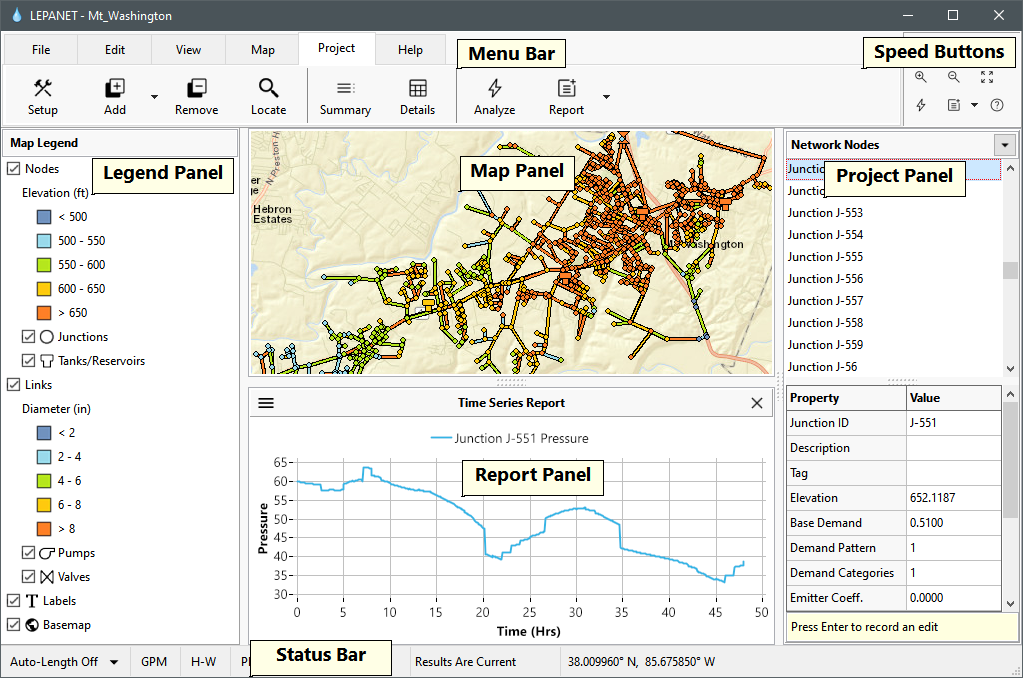 LEPANET - Mt_Washington
File Edit View Map Project Help
Menu Bar
Speed Buttons
Setup Add Remove Locate Summary Details Analyze Report
Map Legend
Nodes
Legend Panel
Elevation (ft)
< 500
500 - 550
550 - 600
600 - 650
> 650
Junctions
Tanks/Reservoirs
Links
Diameter (in)
< 2
2 - 4
4 - 6
6 - 8
> 8
Pumps
Valves
Labels
Basemap
Map Panel
N Preston H
Hebron
Estates
Time Series Report
Junction J-551 Pressure
Report Panel
Pressure
65
60
55
50
45
40
35
30
0 5 10 15 20 25 30 35 40 45 50
Time (Hrs)
Network Nodes
Project Panel
Junction J-553
Junction J-554
Junction J-555
Junction J-556
Junction J-557
Junction J-558
Junction J-559
Junction J-56
Property Value
Junction ID J-551
Description
Tag
Elevation 652.1187
Base Demand 0.5100
Demand Pattern 1
Demand Categories 1
Emitter Coeff. 0.0000
Press Enter to record an edit
Auto-Length Off GPM H-W
Status Bar
Results Are Current 38.009960° N, 85.675850° W